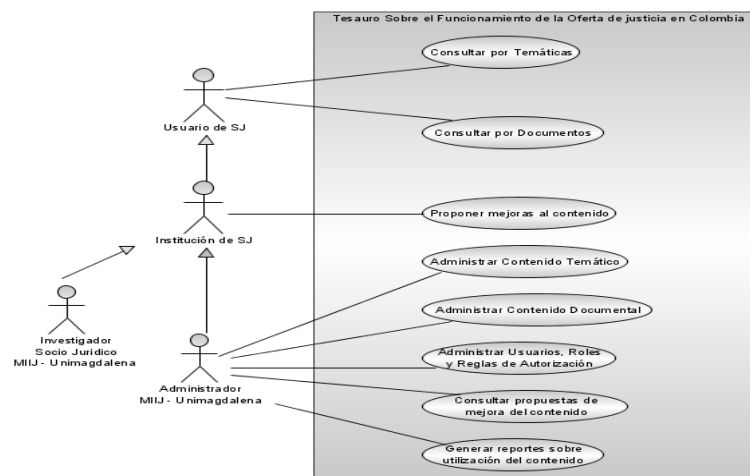 Tesauro Sobre el Funcionamiento de la Oferta de justicia en Colombia
Consultar por Temáticas
Usuario de SJ
Consultar por Documentos
Institución de SJ
Proponer mejoras al contenido
Administrar Contenido Temático
Administrar Contenido Documental
Investigador
Socio Jurídico
MIIJ - Unimagdalena
Administrador
MIIJ - Unimagdalena
Administrar Usuarios, Roles
y Reglas de Autorización
Consultar propuestas de
mejora del contenido
Generar reportes sobre
utilización del contenido